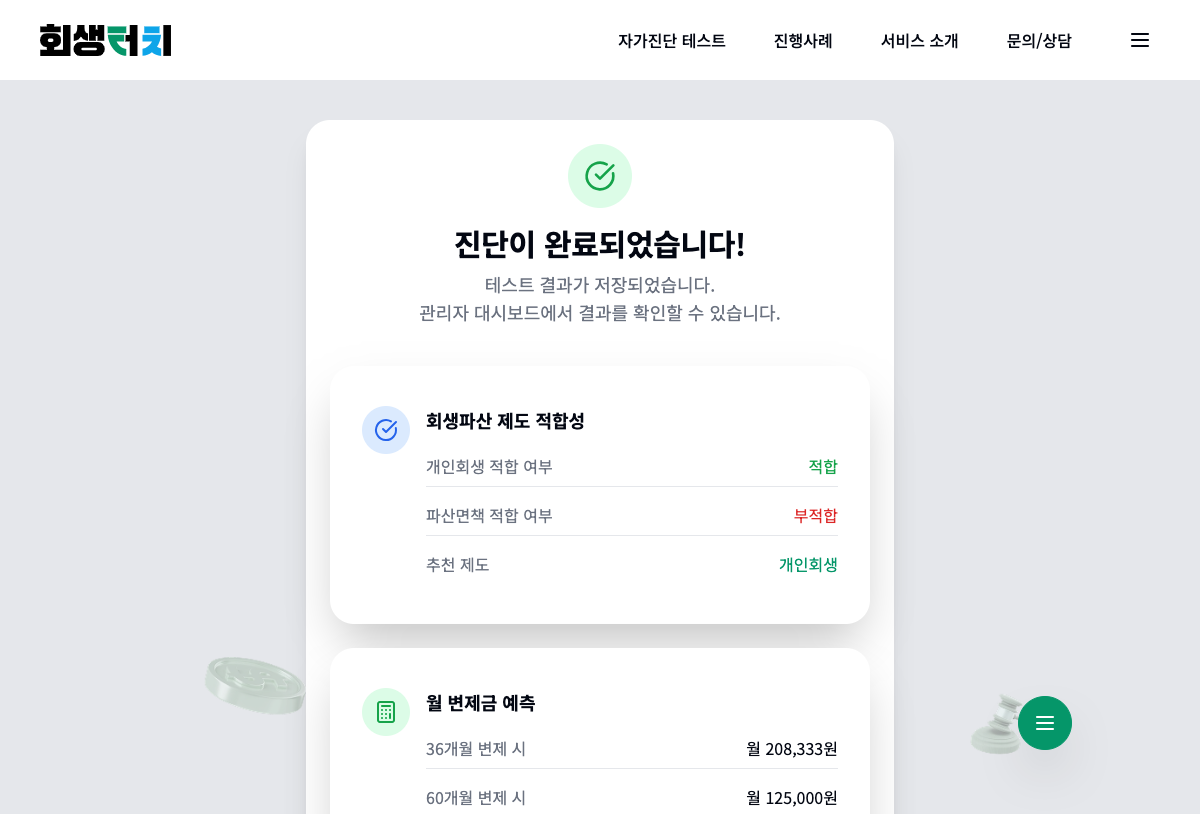 회생터치
자가진단 테스트
진행사례
서비스 소개
문의/상담
진단이 완료되었습니다!
테스트 결과가 저장되었습니다.
관리자 대시보드에서 결과를 확인할 수 있습니다.
회생파산 제도 적합성
개인회생 적합 여부 적합
파산면책 적합 여부 부적합
추천 제도 개인회생
월 변제금 예측
36개월 변제 시 월 208,333원
60개월 변제 시 월 125,000원